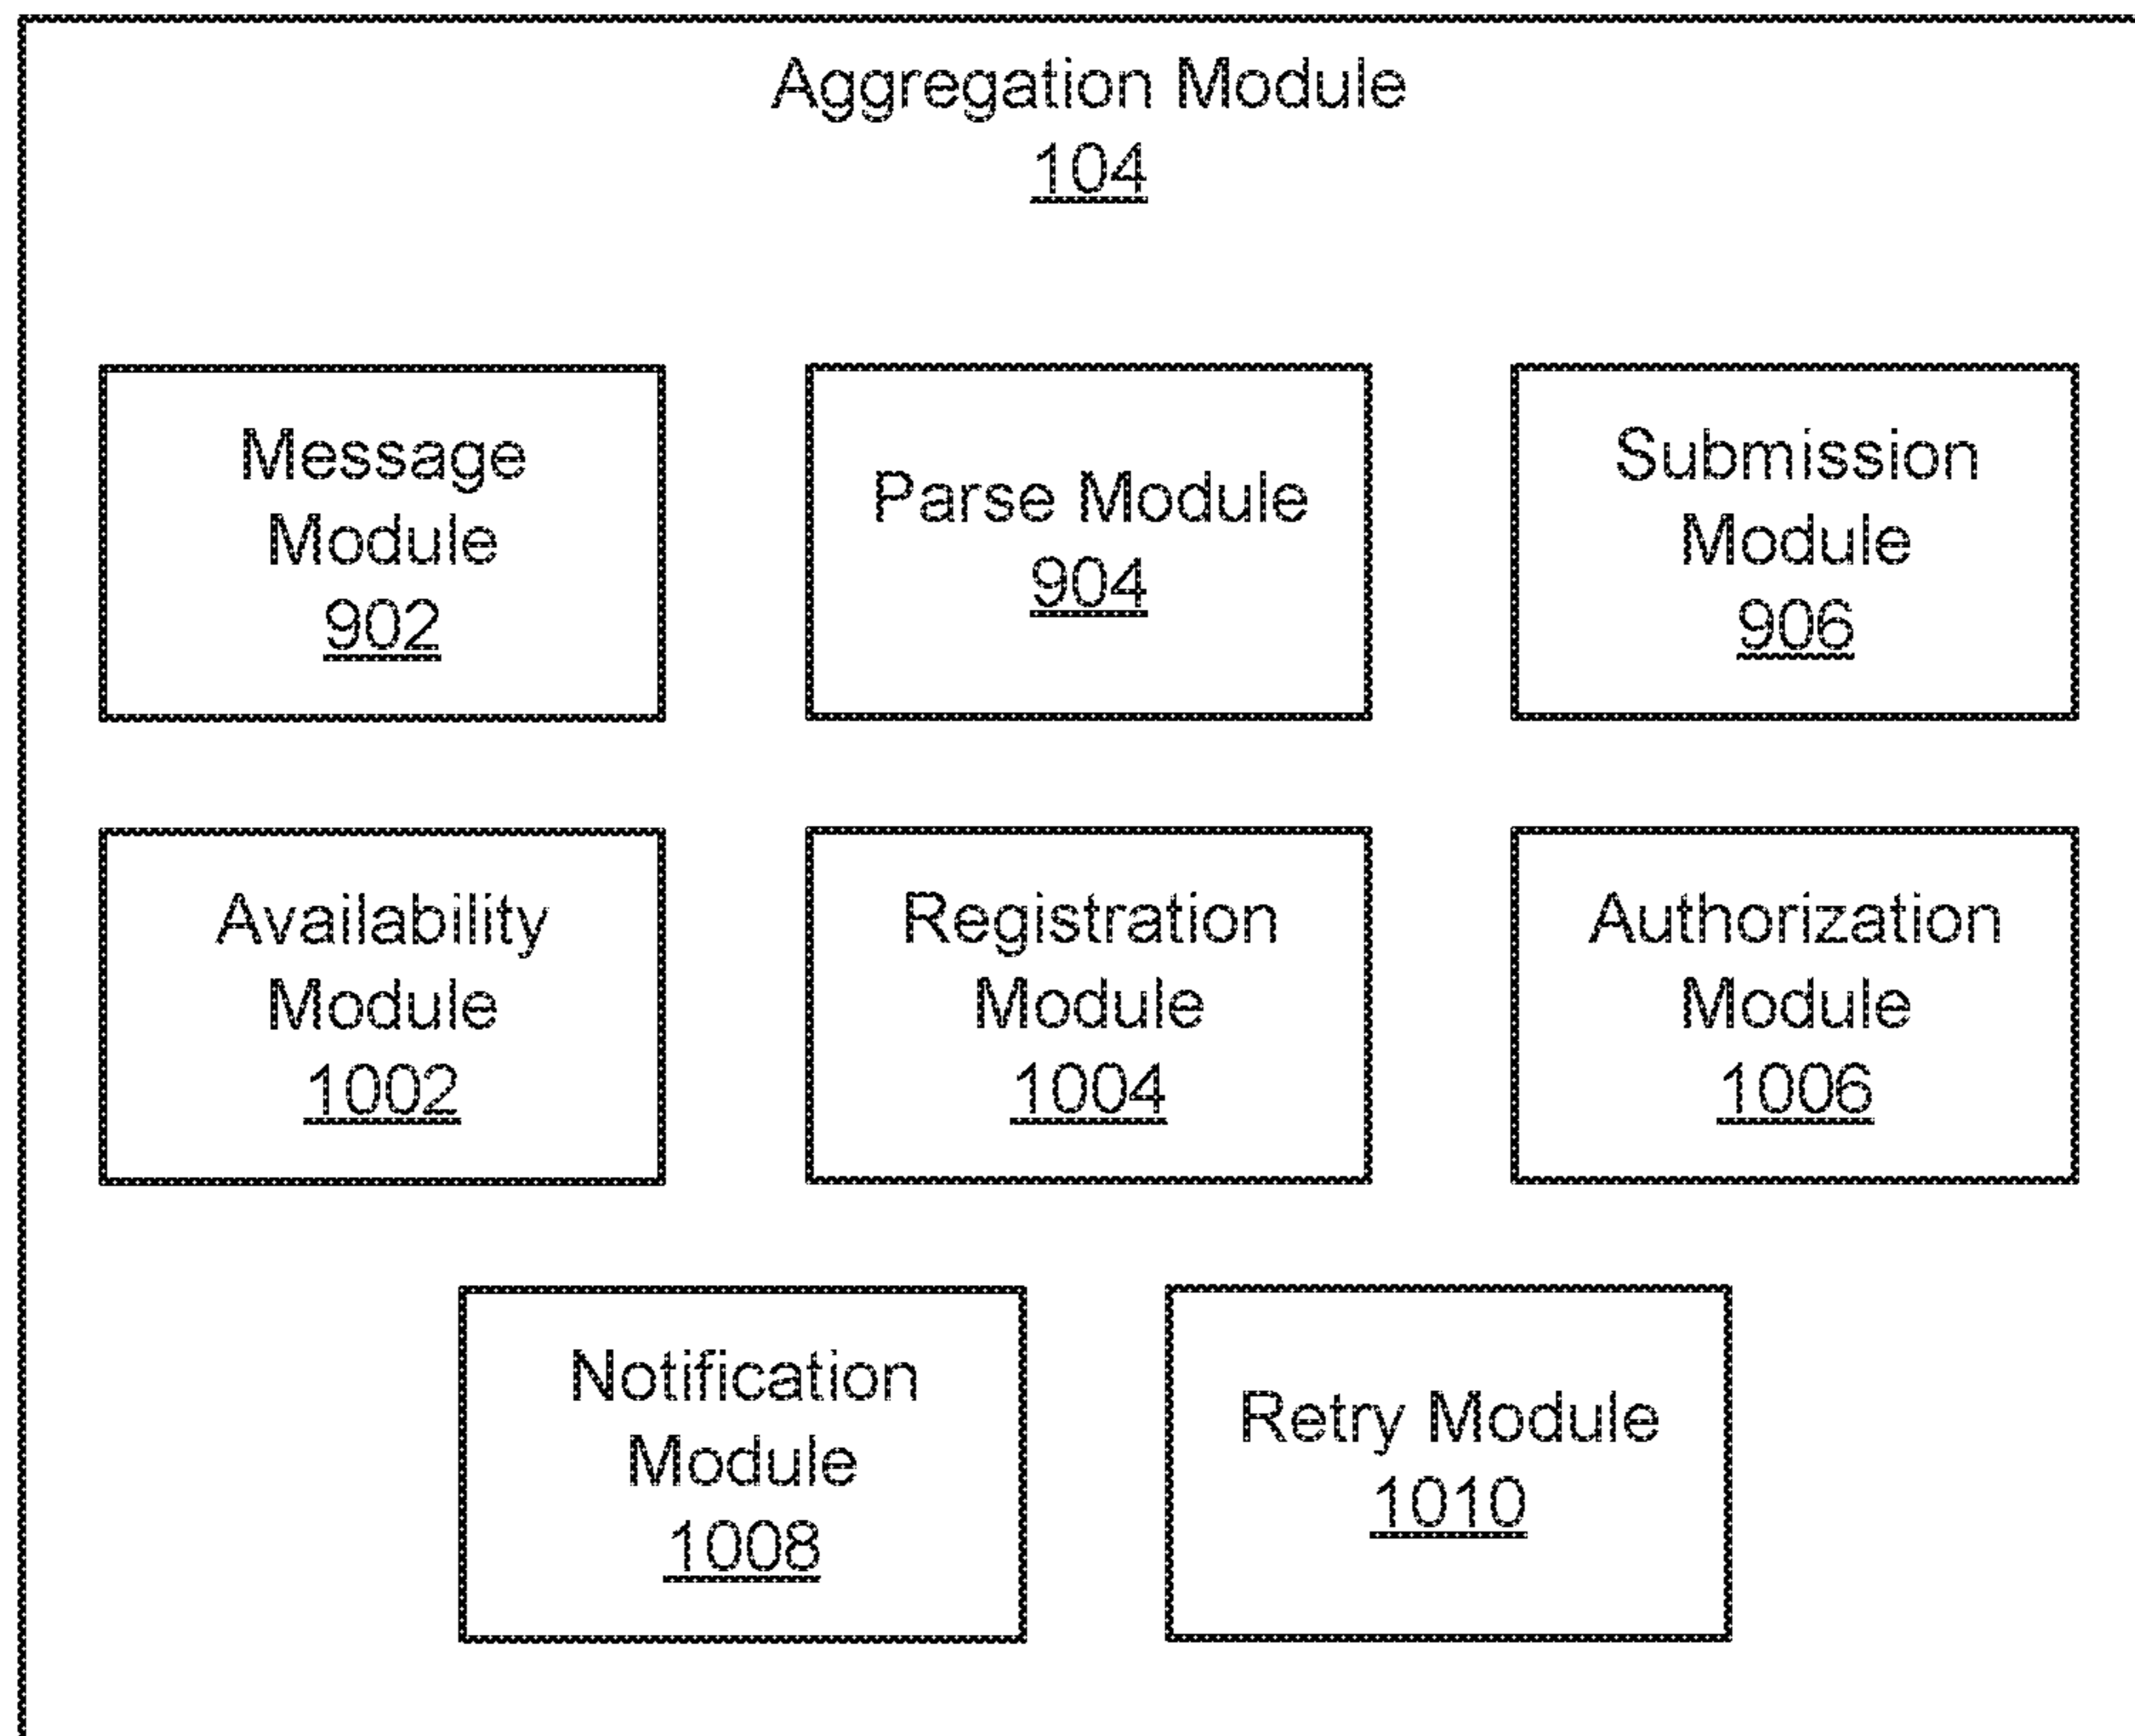 Aggregation Module
104
Message
Module
902
Parse Module
904
Submission
Module
906
Availability
Module
1002
Registration
Module
1004
Authorization
Module
1006
Notification
Module
1008
Retry Module
1010